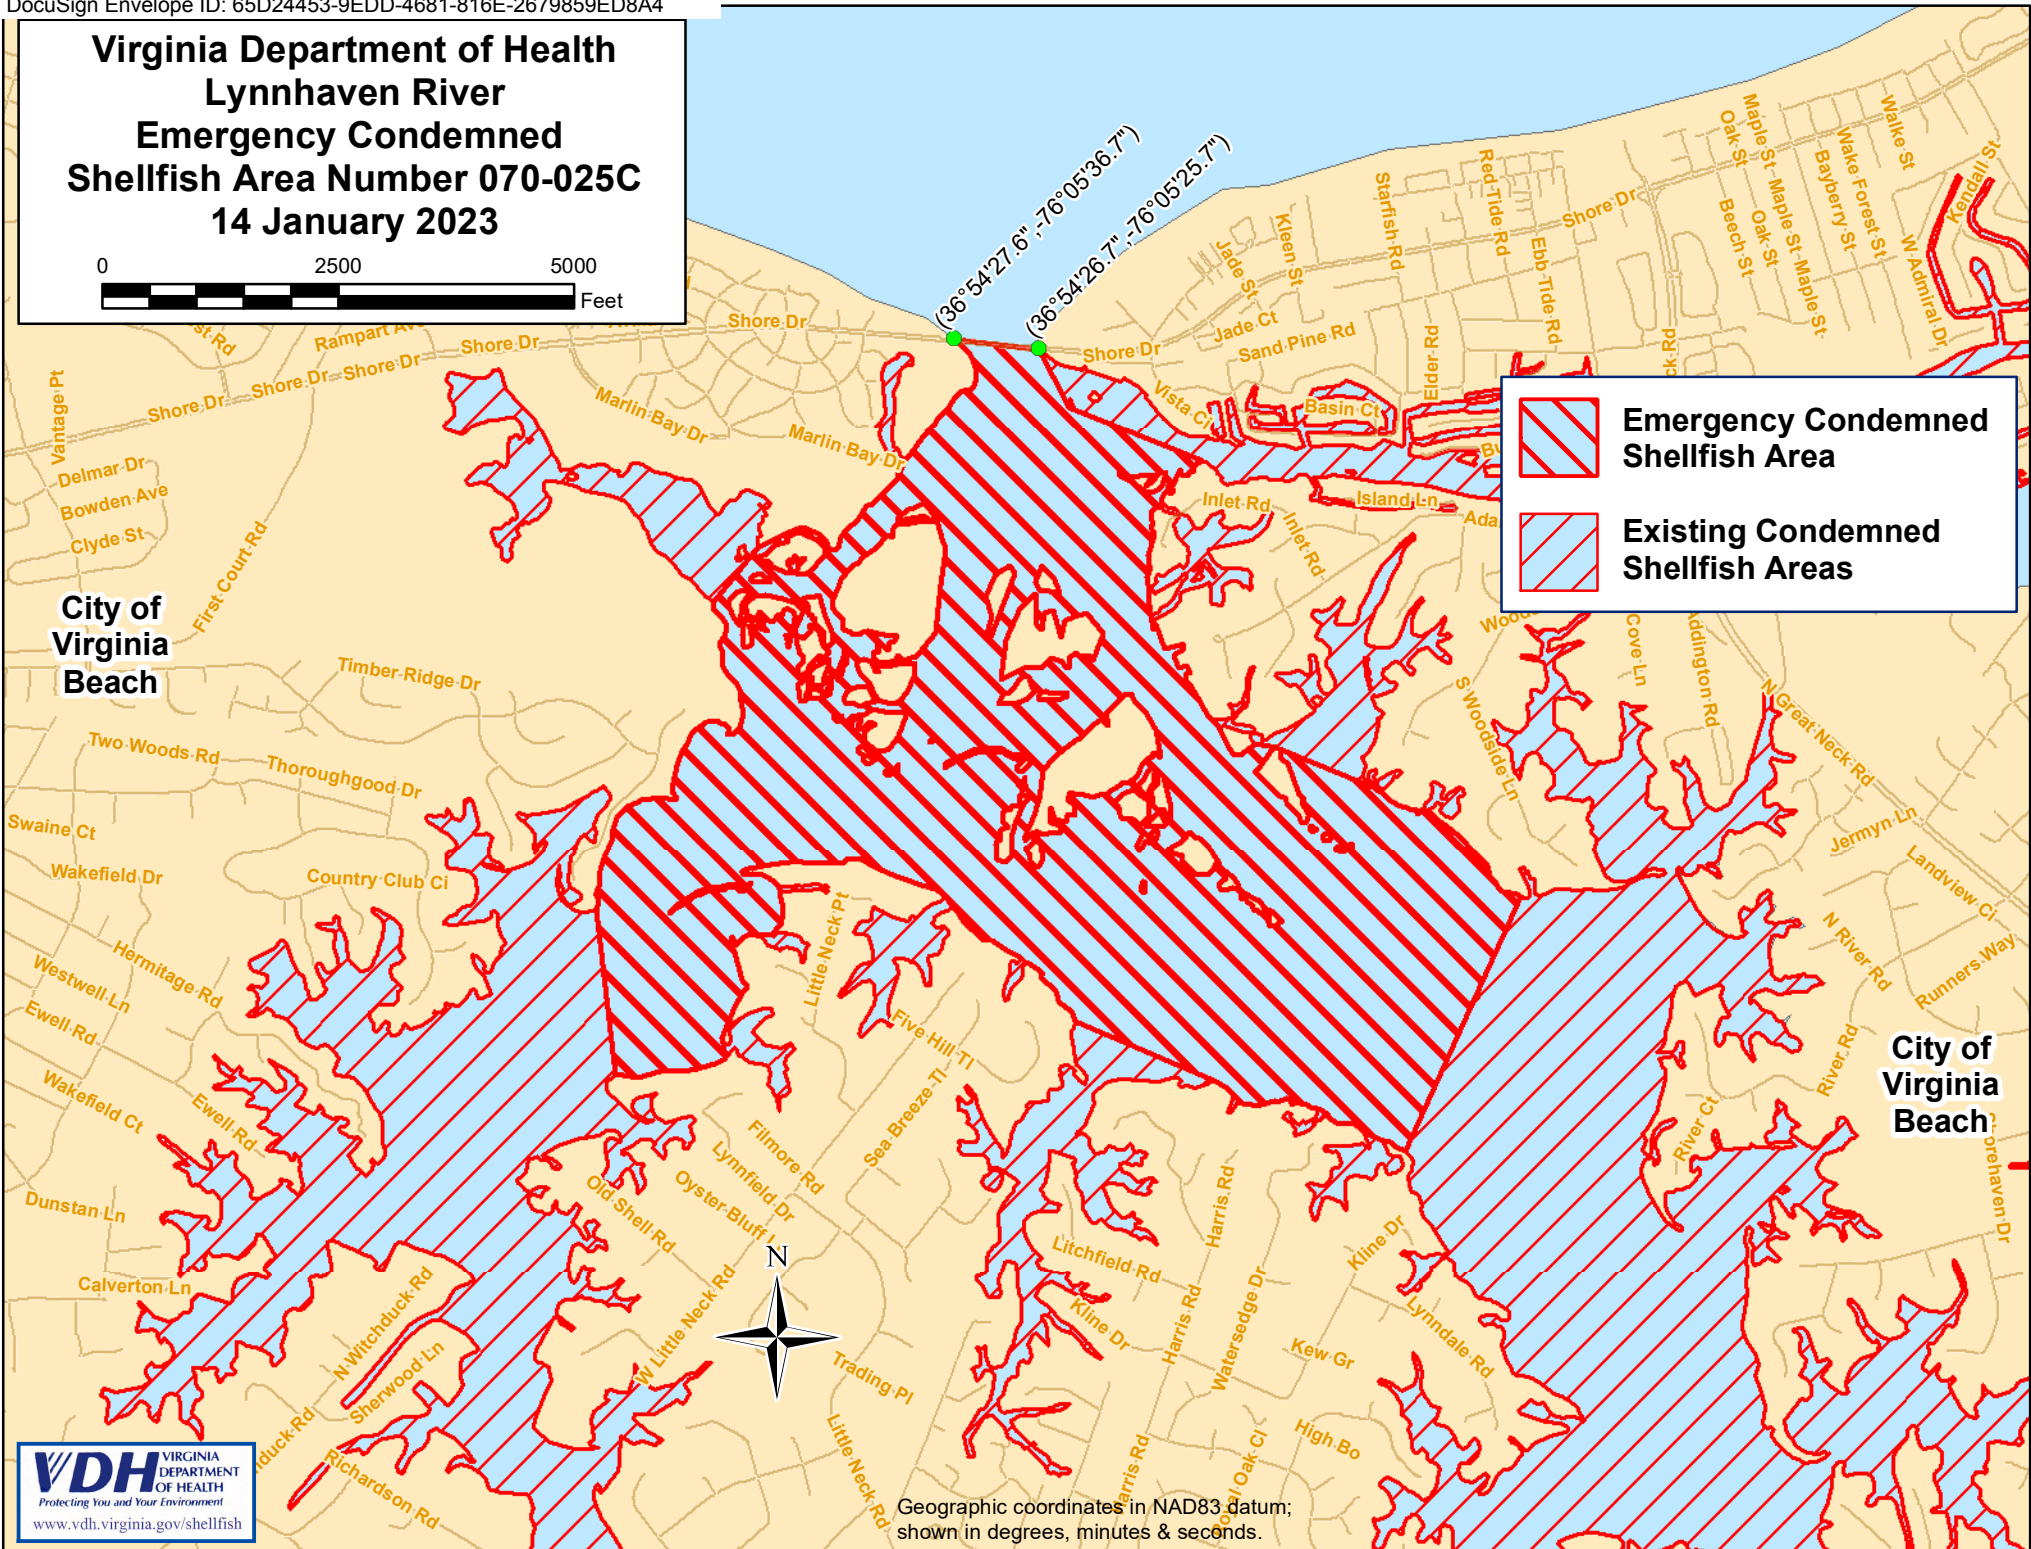 DocuSign Envelope ID: 65D24453-9EDD-4681-816E-2679859ED8A4
Virginia Department of Health
Lynnhaven River
Emergency Condemned
Shellfish Area Number 070-025C
14 January 2023
0 2500 5000
Feet
(36°54'27.6",-76°05'36.7")
(36°54'26.7",-76°05'25.7")
Emergency Condemned
Shellfish Area
Existing Condemned
Shellfish Areas
City of
Virginia
Beach
City of
Virginia
Beach
Shore Dr
Shore Dr
Shore Dr
Shore Dr
Shore Dr
Shore Dr
Shore Dr
Vantage Pt
Delmar Dr
Bowden Ave
Clyde St
First Court Rd
Marlin Bay Dr
Marlin Bay Dr
Vista Ci
Jade St
Kleen St
Jade Ct
Sand Pine Rd
Starfish Rd
Red Tide Rd
Ebb Tide Rd
Elder Rd
Basin Ct
Oak St
Maple St
Maple St
Maple St
Beech St
Oak St
Bayberry St
Wake Forest St
Walke St
Kendall St
W Admiral Dr
Inlet Rd
Inlet Rd
Island Ln
S Woodside Ln
Cove Ln
N Great Neck Rd
Jermyn Ln
Landview Ci
N River Rd
Runners Way
River Rd
River Ct
Timber Ridge Dr
Two Woods Rd
Thoroughgood Dr
Swaine Ct
Wakefield Dr
Country Club Ci
Hermitage Rd
Westwell Ln
Ewell Rd
Wakefield Ct
Ewell Rd
Dunstan Ln
Calverton Ln
N Witchduck Rd
Sherwood Ln
Richardson Rd
Little Neck Pt
Five Hill Tl
Sea Breeze Tl
Filmore Rd
Lynnfield Dr
Oyster Bluff
Old Shell Rd
W Little Neck Rd
Trading Pl
Little Neck Rd
Litchfield Rd
Kline Dr
Harris Rd
Harris Rd
Watersedge Dr
Kline Dr
Kew Gr
Lynndale Rd
High Bo
N
VDH
VIRGINIA
DEPARTMENT
OF HEALTH
Protecting You and Your Environment
www.vdh.virginia.gov/shellfish
Geographic coordinates in NAD83 datum;
shown in degrees, minutes & seconds.